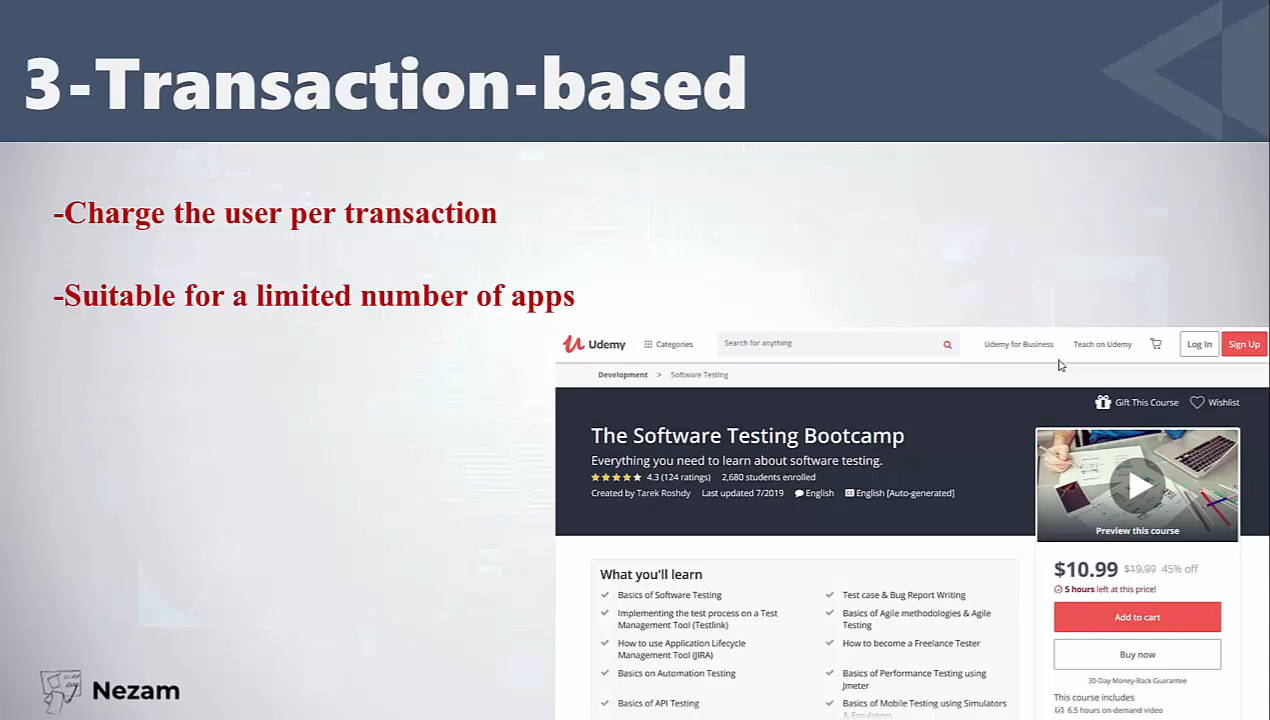 3-Transaction-based
-Charge the user per transaction
-Suitable for a limited number of apps
Udemy
Categories
Search for anything
Udemy for Business
Teach on Udemy
Log In
Sign Up
Development > Software Testing
Gift This Course
Wishlist
The Software Testing Bootcamp
Everything you need to learn about software testing.
4.3 (124 ratings) 2,680 students enrolled
Created by Tarek Roshdy Last updated 7/2019 English English [Auto-generated]
Preview this course
$10.99 $19.99 45% off
5 hours left at this price!
Add to cart
Buy now
30-Day Money-Back Guarantee
This course includes
6.5 hours on-demand video
What you'll learn
Basics of Software Testing
Implementing the test process on a Test
Management Tool (Testlink)
How to use Application Lifecycle
Management Tool (JIRA)
Basics on Automation Testing
Basics of API Testing
Test case & Bug Report Writing
Basics of Agile methodologies & Agile
Testing
How to become a Freelance Tester
Basics of Performance Testing using
Jmeter
Basics of Mobile Testing using Simulators
& Emulators
Nezam